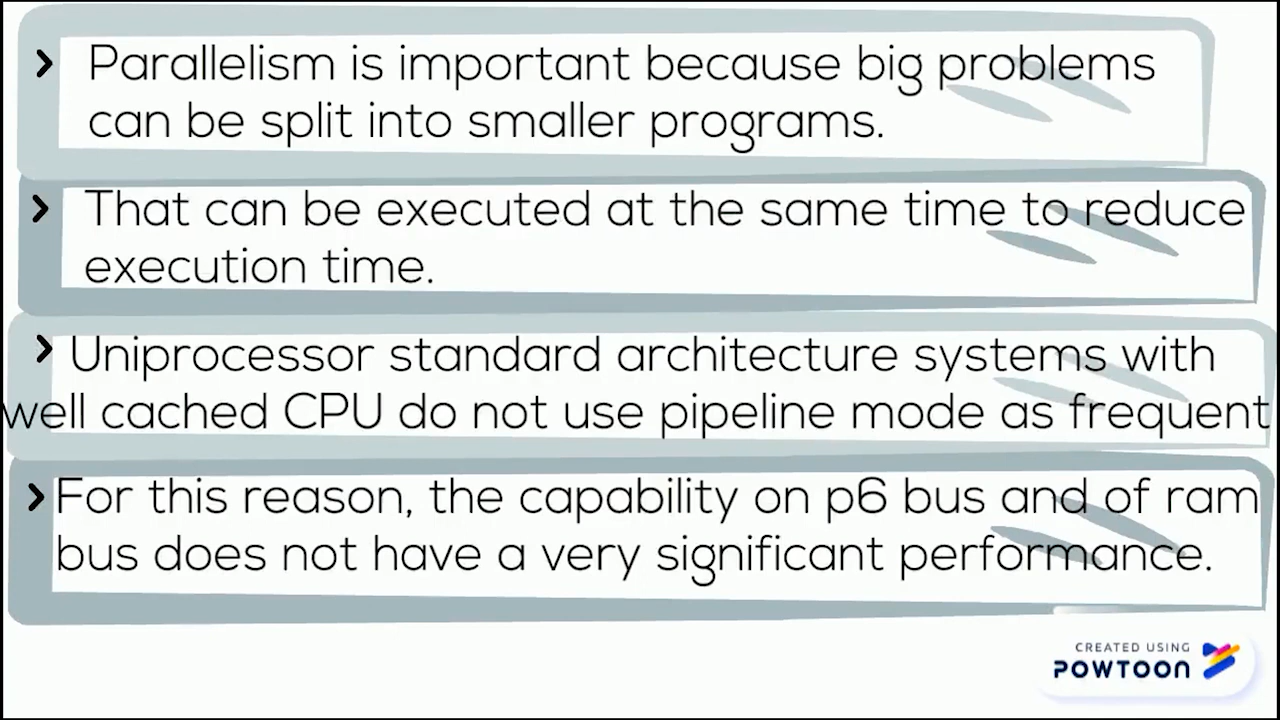 Parallelism is important because big problems
can be split into smaller programs.
That can be executed at the same time to reduce
execution time.
Uniprocessor standard architecture systems with
well cached CPU do not use pipeline mode as frequent
For this reason, the capability on p6 bus and of ram
bus does not have a very significant performance.
CREATED USING
POWTOON